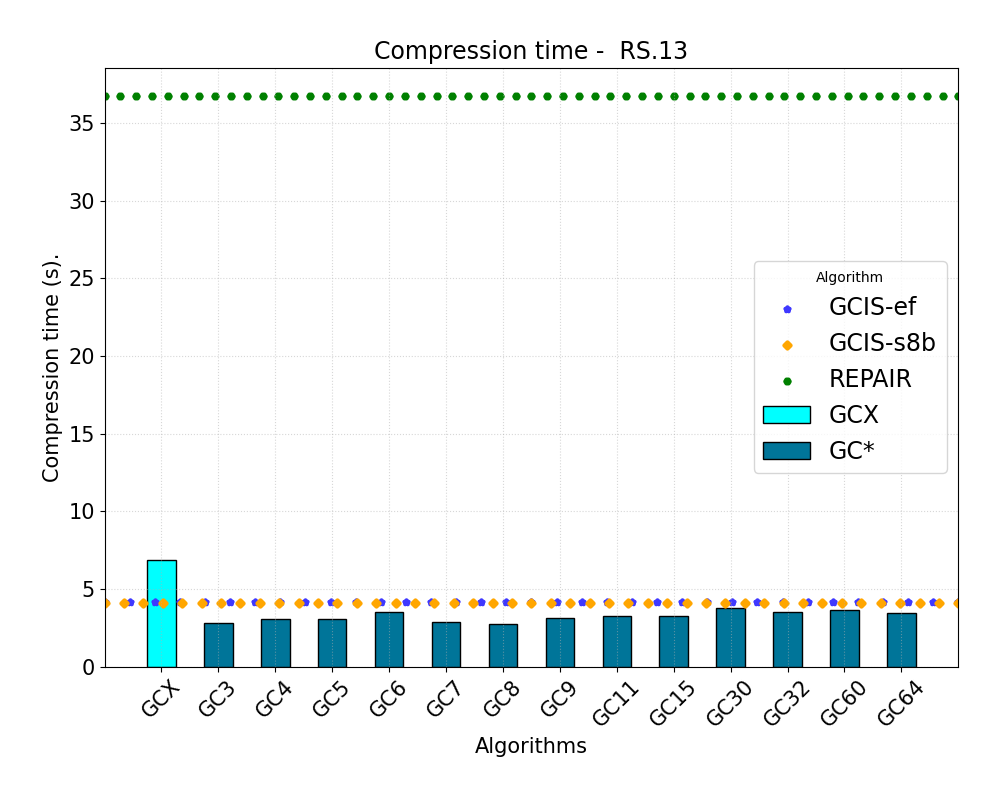 Compression time -  RS.13
Compression time (s).
35
30
25
20
15
10
5
0
Algorithm
GCIS-ef
GCIS-s8b
REPAIR
GCX
GC*
GCX
GC3
GC4
GC5
GC6
GC7
GC8
GC9
GC11
GC15
GC30
GC32
GC60
GC64
Algorithms